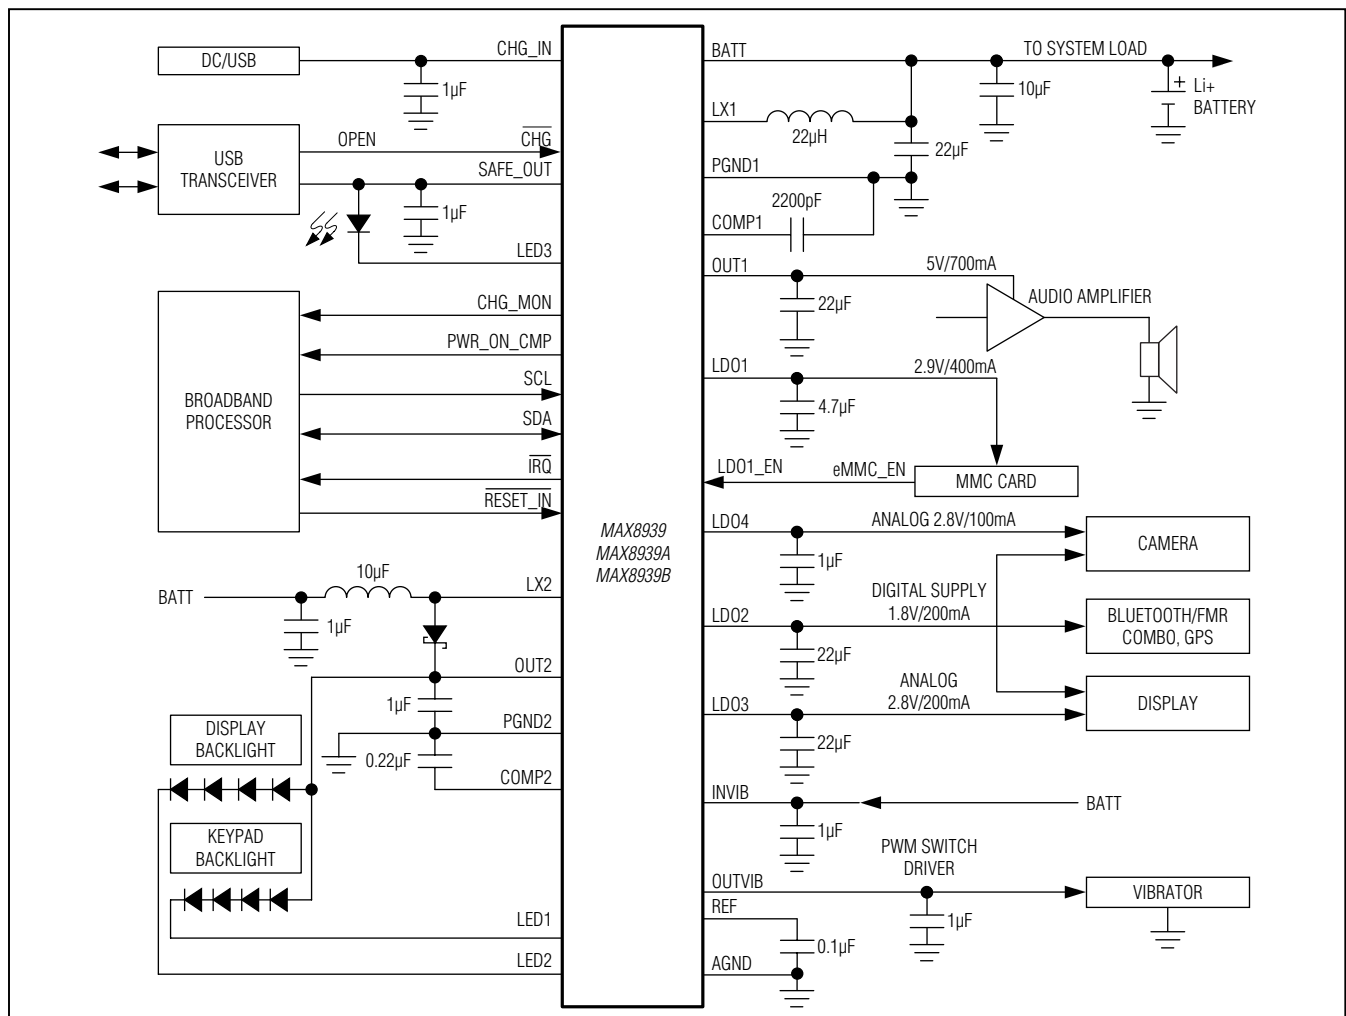 DC/USB
CHG_IN
1µF
USB
TRANSCEIVER
OPEN
CHG
SAFE_OUT
1µF
LED3
BROADBAND
PROCESSOR
CHG_MON
PWR_ON_CMP
SCL
SDA
IRQ
RESET_IN
BATT
10µF
LX2
1µF
OUT2
1µF
PGND2
0.22µF
COMP2
DISPLAY
BACKLIGHT
KEYPAD
BACKLIGHT
LED1
LED2
MAX8939
MAX8939A
MAX8939B
BATT
TO SYSTEM LOAD
10µF
+
Li+
BATTERY
LX1
22µH
22µF
PGND1
2200pF
COMP1
OUT1
5V/700mA
22µF
AUDIO AMPLIFIER
LDO1
2.9V/400mA
4.7µF
LDO1_EN
eMMC_EN
MMC CARD
LDO4
ANALOG 2.8V/100mA
1µF
CAMERA
LDO2
DIGITAL SUPPLY
1.8V/200mA
22µF
BLUETOOTH/FMR
COMBO, GPS
LDO3
ANALOG
2.8V/200mA
22µF
DISPLAY
INVIB
BATT
1µF
PWM SWITCH
DRIVER
OUTVIB
1µF
VIBRATOR
REF
0.1µF
AGND